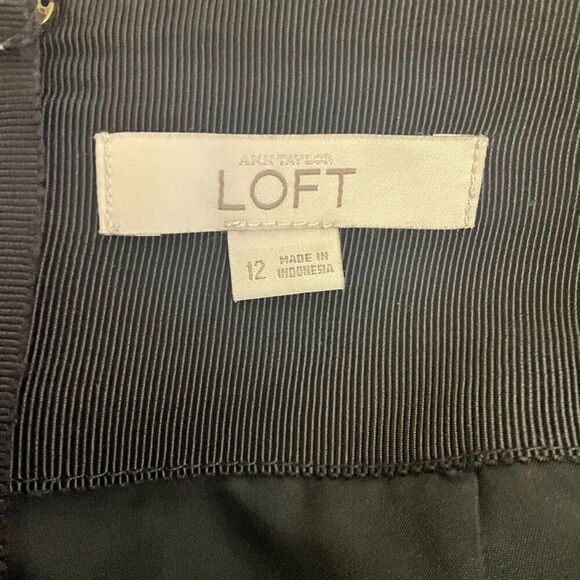 ANN TAYLOR
LOFT
12 MADE IN
INDONESIA